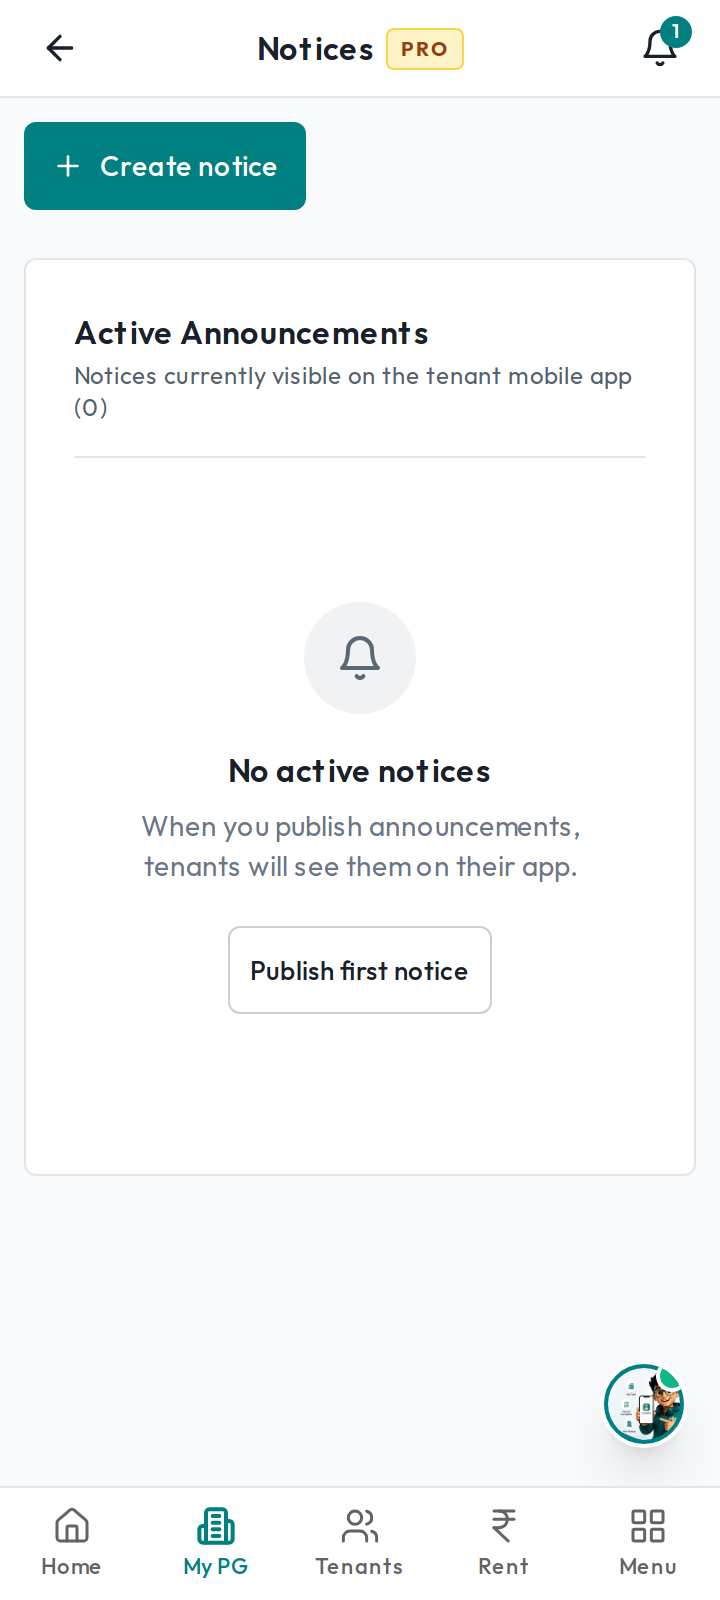 Notices PRO
1
Create notice
Active Announcements
Notices currently visible on the tenant mobile app
(0)
No active notices
When you publish announcements,
tenants will see them on their app.
Publish first notice
Home
My PG
Tenants
Rent
Menu